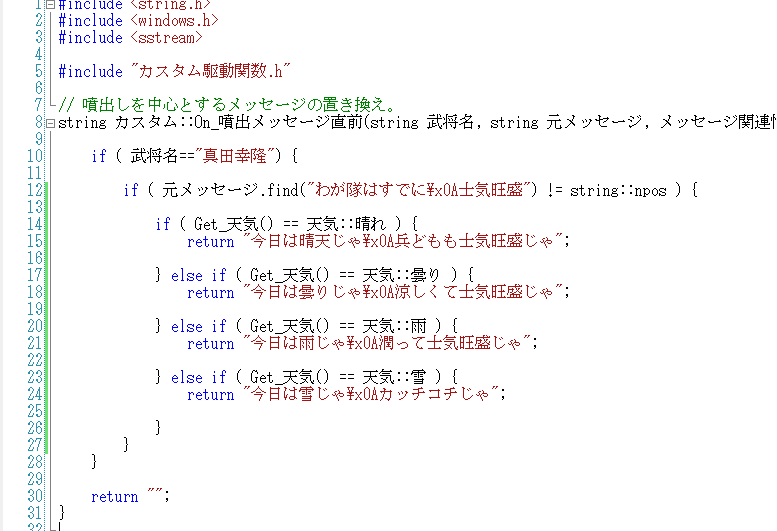 1 #include <string.h>
2 #include <windows.h>
3 #include <sstream>
4
5 #include "カスタム駆動関数.h"
6
7 // 噴出しを中心とするメッセージの置き換え。
8 string カスタム::On_噴出メッセージ直前(string 武将名, string 元メッセージ, メッセージ関連
9
10 if ( 武将名=="真田幸隆") {
11
12 if ( 元メッセージ.find("わが隊はすでに¥x0A士気旺盛") != string::npos ) {
13
14 if ( Get_天気() == 天気::晴れ ) {
15 return "今日は晴天じゃ¥x0A兵どもも士気旺盛じゃ";
16
17 } else if ( Get_天気() == 天気::曇り ) {
18 return "今日は曇りじゃ¥x0A涼しくて士気旺盛じゃ";
19
20 } else if ( Get_天気() == 天気::雨 ) {
21 return "今日は雨じゃ¥x0A潤って士気旺盛じゃ";
22
23 } else if ( Get_天気() == 天気::雪 ) {
24 return "今日は雪じゃ¥x0Aカッチコチじゃ";
25
26 }
27 }
28 }
29
30 return "";
31 }
32